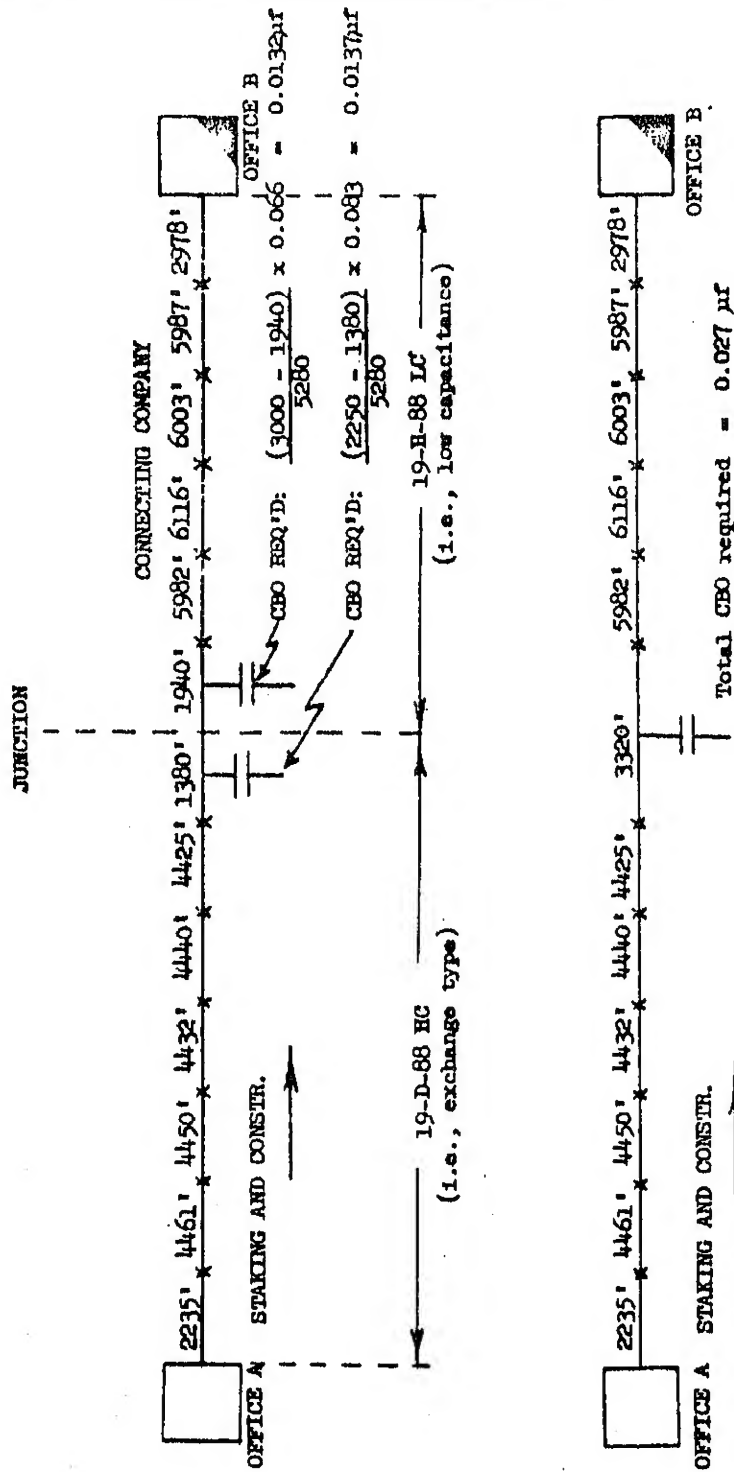 JUNCTION
CONNECTING COMPANY
2235' 4461' 4450' 4432' 4440' 4425' 1380' 1940' 5982' 6116' 6003' 5987' 2978'
OFFICE A STAKING AND CONSTR.
OFFICE B
CBO REQ'D: (3000 - 1940) x 0.066 = 0.0132µf
5280
CBO REQ'D: (2250 - 1380) x 0.083 = 0.0137µf
5280
19-D-88 HC
(i.e., exchange type)
19-H-88 LC
(i.e., low capacitance)
2235' 4461' 4450' 4432' 4440' 4425' 3320' 5982' 6116' 6003' 5987' 2978'
OFFICE A STAKING AND CONSTR.
OFFICE B
Total CBO required = 0.027 µf